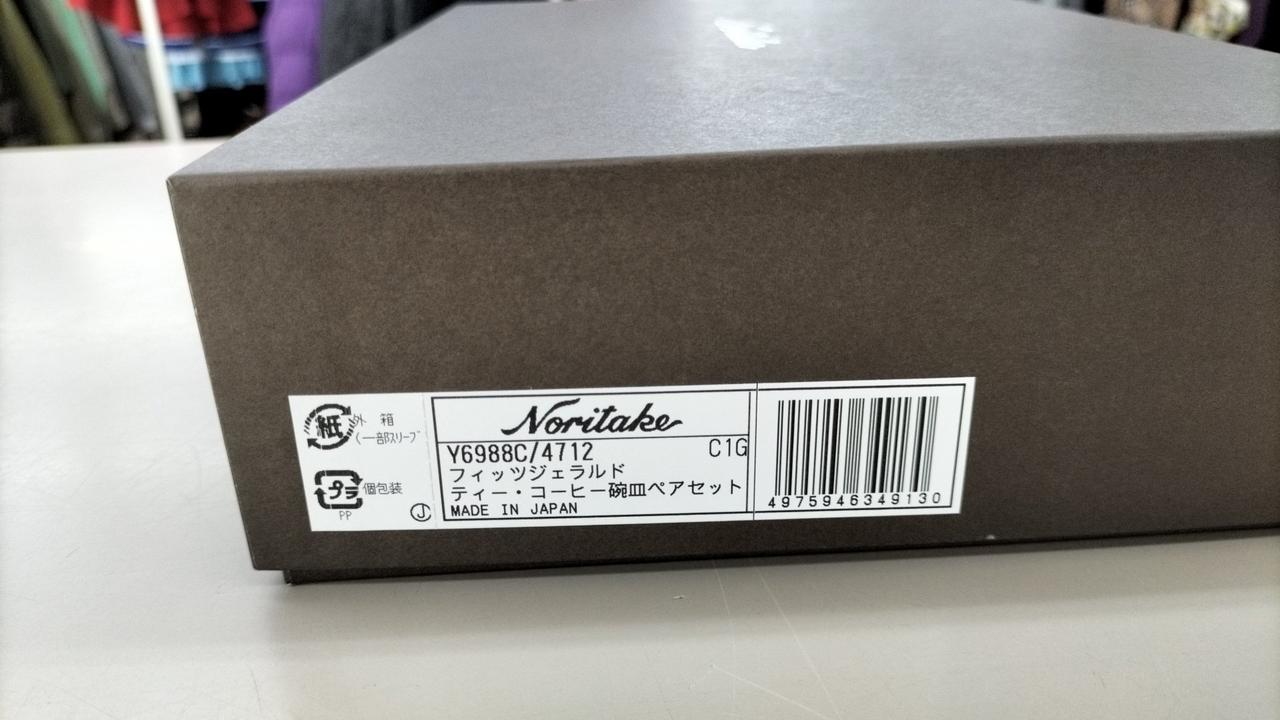 紙
外 箱
(一部スリーブ
プラ
個包装
PP
J
Noritake
Y6988C/4712 C1G
フィッツジェラルド
ティー・コーヒー碗皿ペアセット
MADE IN JAPAN
4975946349130